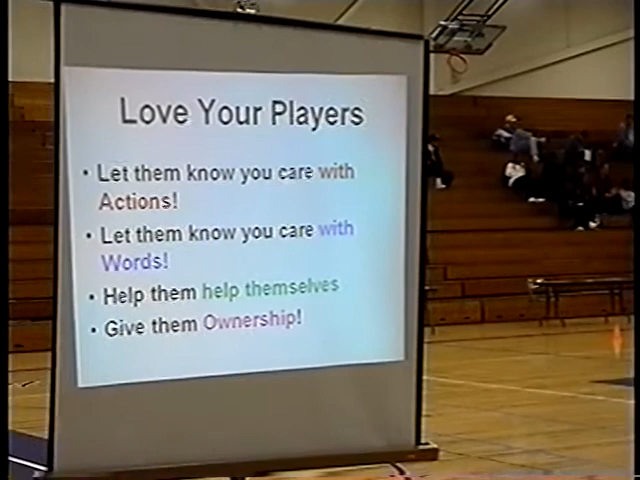 Love Your Players
• Let them know you care with
Actions!
• Let them know you care with
Words!
• Help them help themselves
• Give them Ownership!